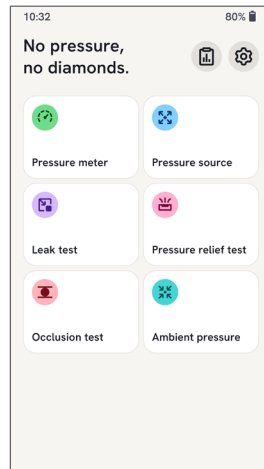 10:32
80%
No pressure,
no diamonds.
Pressure meter
Pressure source
Leak test
Pressure relief test
Occlusion test
Ambient pressure